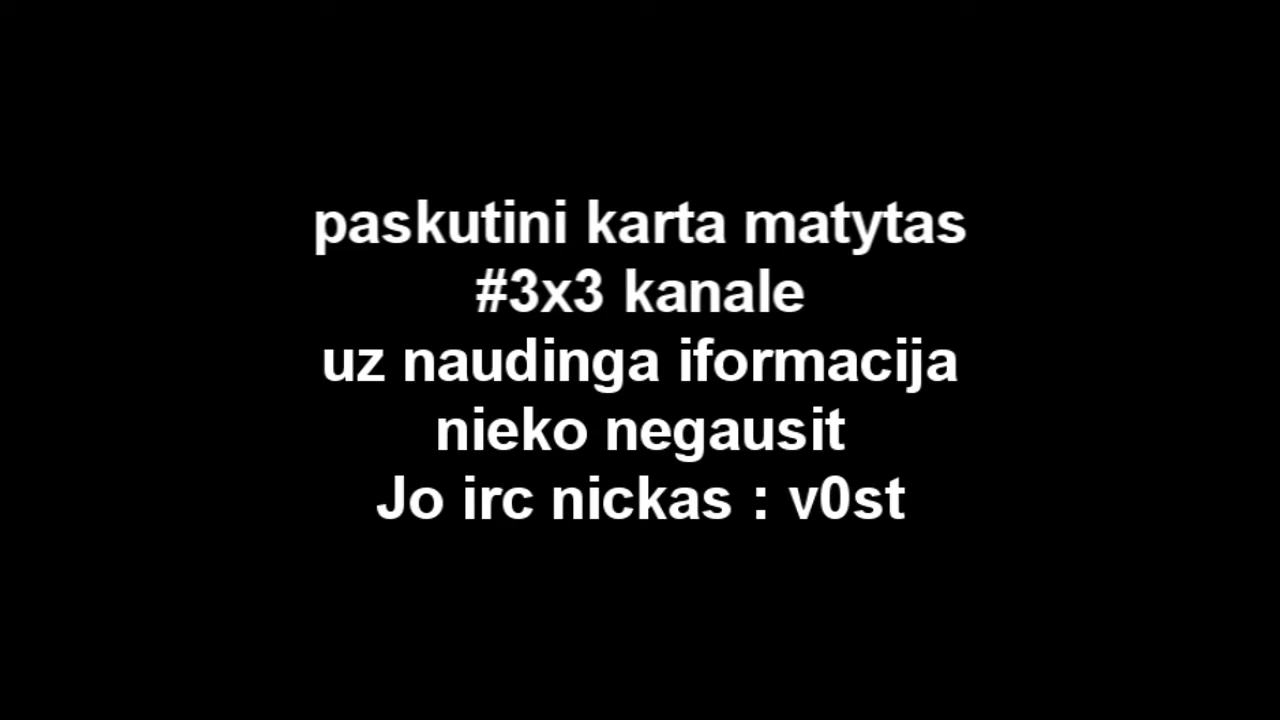 paskutini karta matytas
#3x3 kanale
uz naudinga iformacija
nieko negausit
Jo irc nickas : v0st